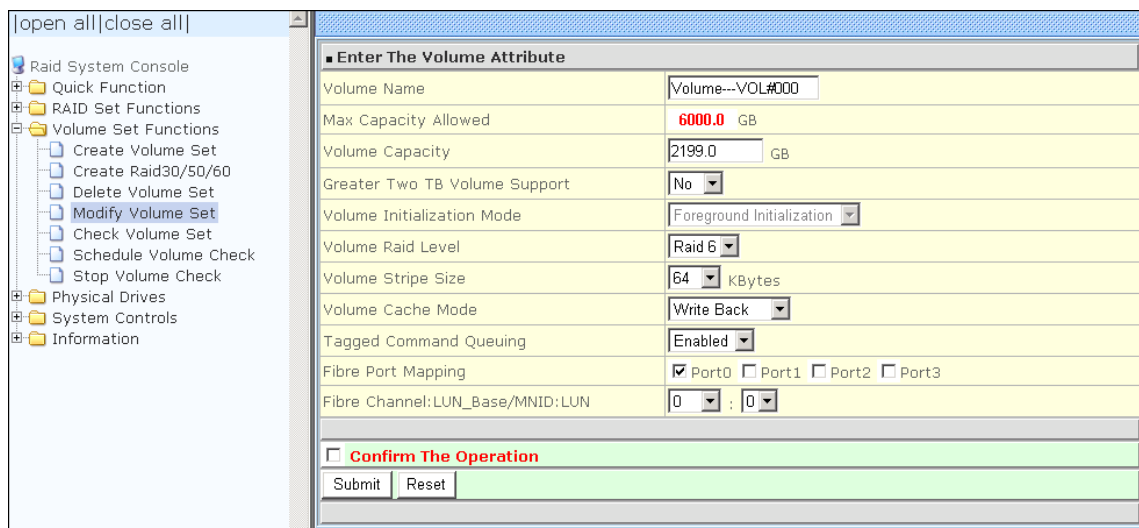 |open all|close all|
Raid System Console
Quick Function
RAID Set Functions
Volume Set Functions
Create Volume Set
Create Raid30/50/60
Delete Volume Set
Modify Volume Set
Check Volume Set
Schedule Volume Check
Stop Volume Check
Physical Drives
System Controls
Information
Enter The Volume Attribute
Volume Name Volume---VOL#000
Max Capacity Allowed 6000.0 GB
Volume Capacity 2199.0 GB
Greater Two TB Volume Support No
Volume Initialization Mode Foreground Initialization
Volume Raid Level Raid 6
Volume Stripe Size 64 KBytes
Volume Cache Mode Write Back
Tagged Command Queuing Enabled
Fibre Port Mapping Port0 Port1 Port2 Port3
Fibre Channel:LUN_Base/MNID:LUN 0 : 0
Confirm The Operation
Submit Reset